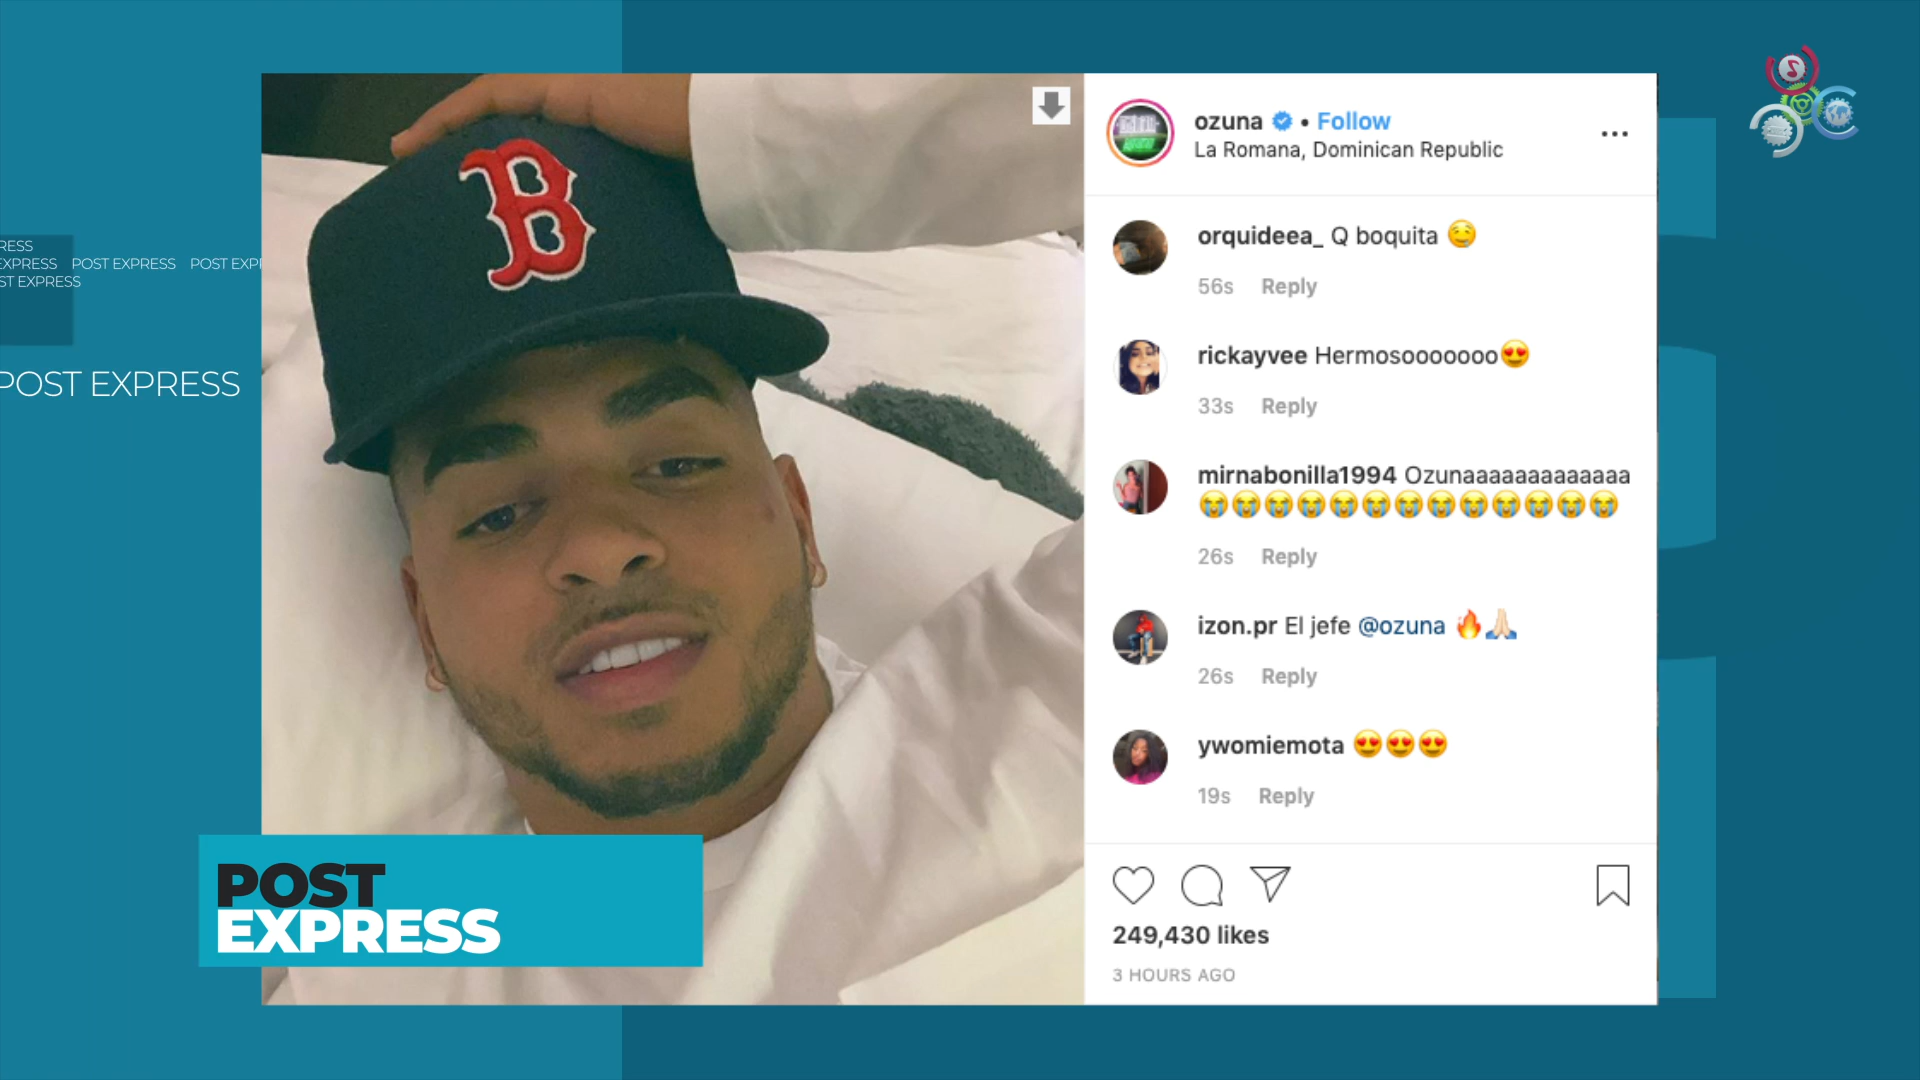 RESS
EXPRESS POST EXPRESS POST EXPR
ST EXPRESS
POST EXPRESS
B
POST
EXPRESS
ozuna • Follow
La Romana, Dominican Republic
orquideea_ Q boquita 🤤
56s Reply
rickayvee Hermosooooooo😍
33s Reply
mirnabonilla1994 Ozunaaaaaaaaaaaaa
😭😭😭😭😭😭😭😭😭😭😭😭😭
26s Reply
izon.pr El jefe @ozuna 🔥🙏🏻
26s Reply
ywomiemota 😍😍😍
19s Reply
249,430 likes
3 HOURS AGO